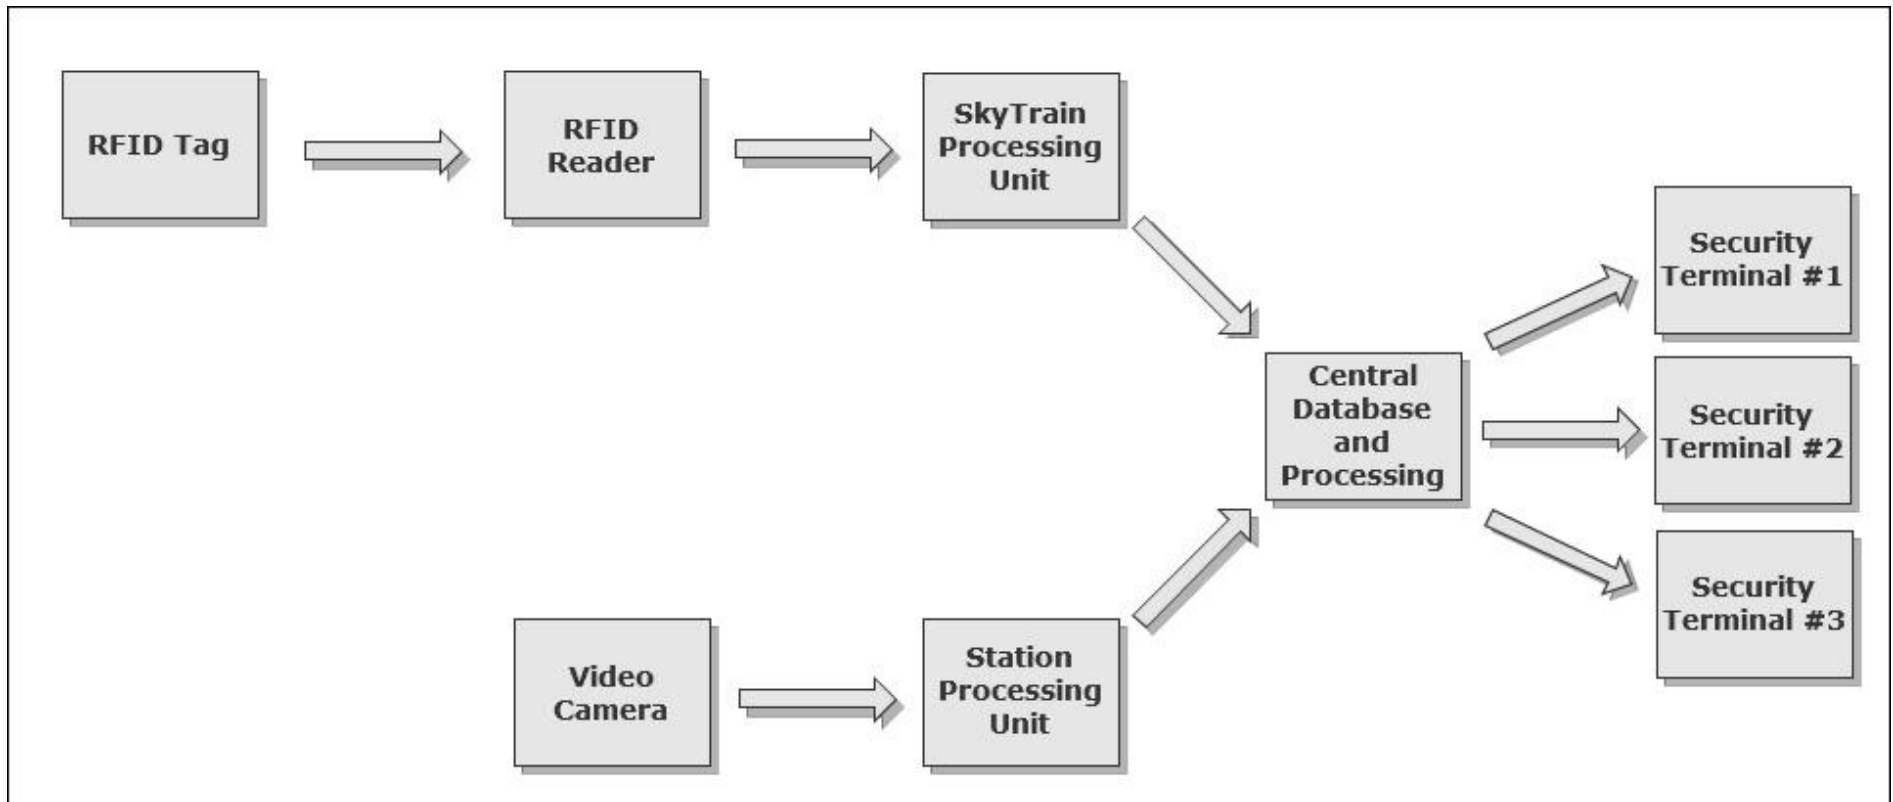 RFID Tag
RFID
Reader
SkyTrain
Processing
Unit
Security
Terminal #1
Central
Database
and
Processing
Security
Terminal #2
Security
Terminal #3
Video
Camera
Station
Processing
Unit